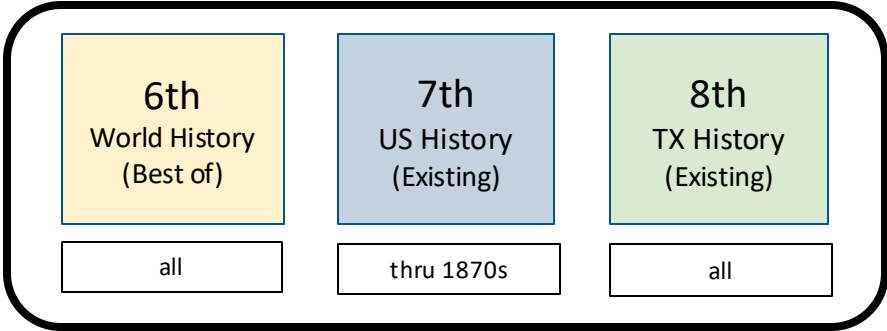 6th
World History
(Best of)
all
7th
US History
(Existing)
thru 1870s
8th
TX History
(Existing)
all